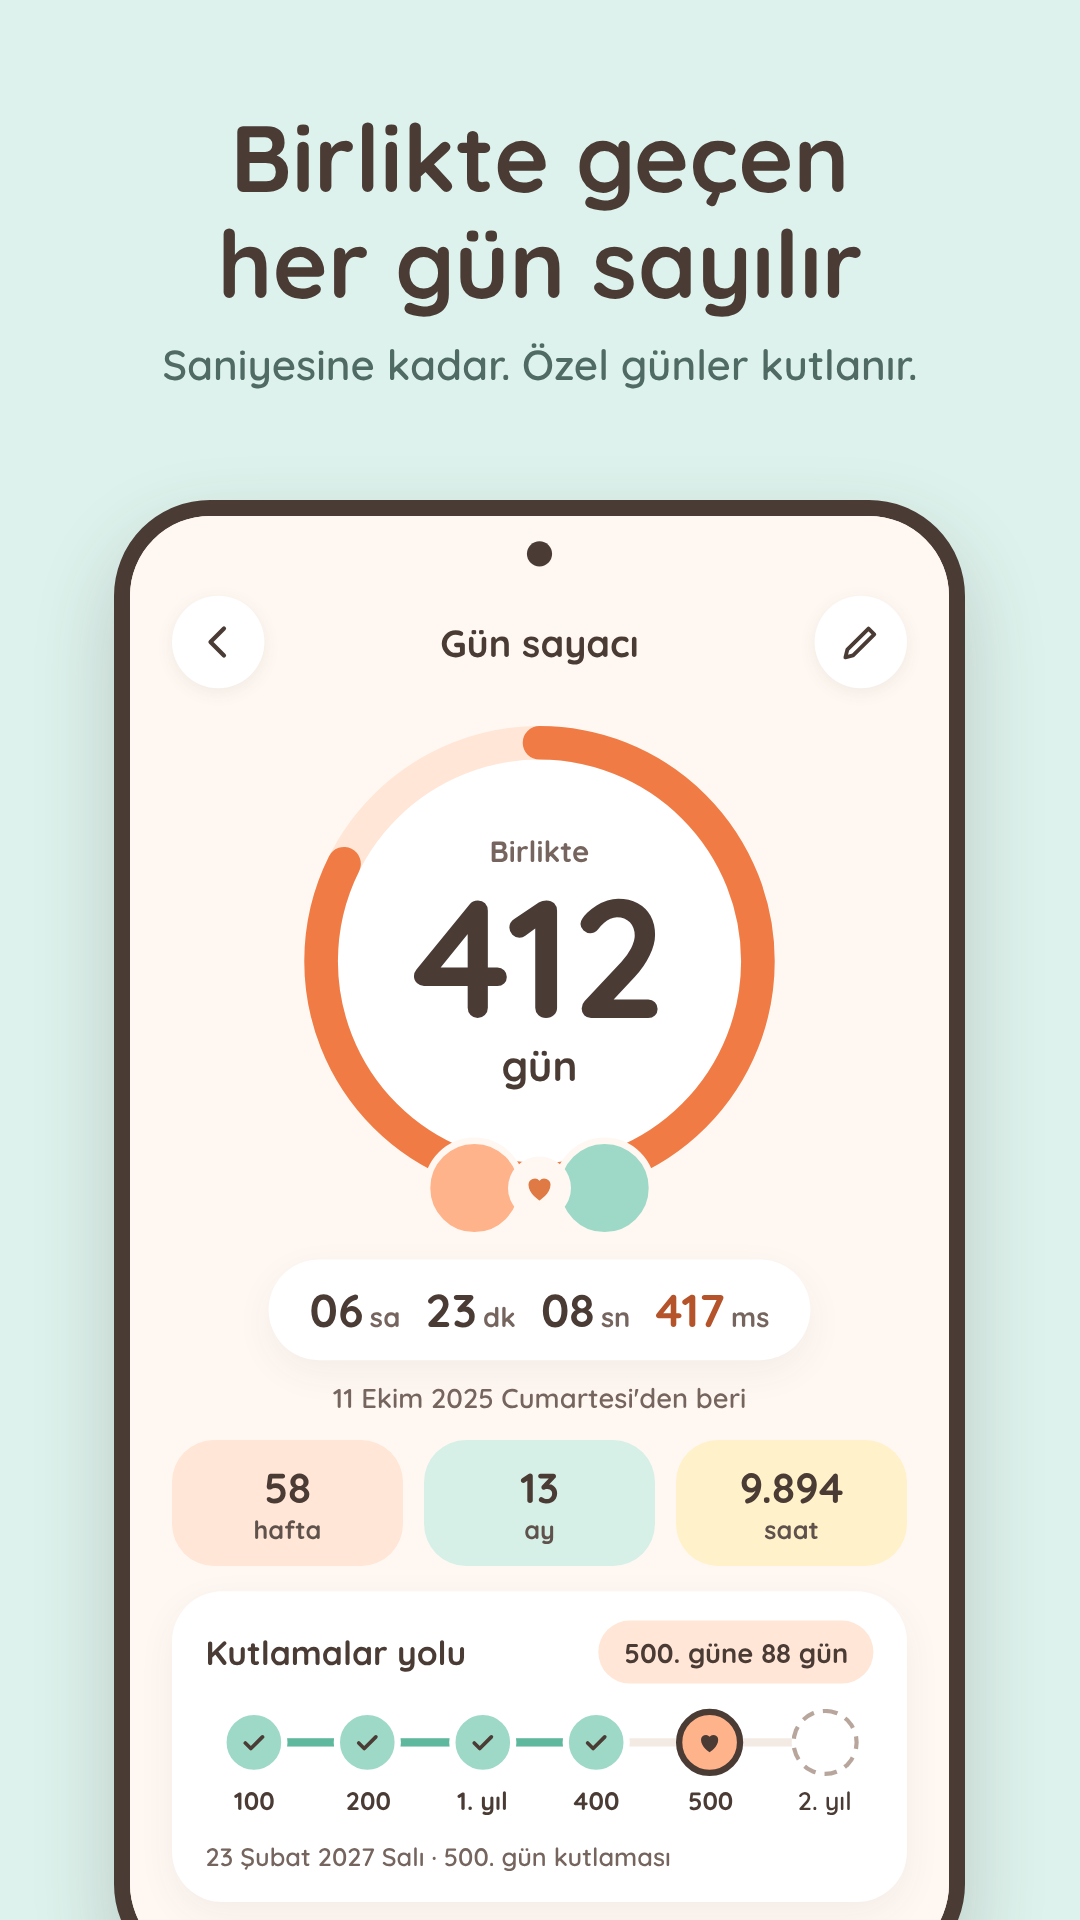 Birlikte geçen
her gün sayılır
Saniyesine kadar. Özel günler kutlanır.
Gün sayacı
Birlikte
412
gün
06 sa 23 dk 08 sn 417 ms
11 Ekim 2025 Cumartesi'den beri
58 13 9.894
hafta ay saat
Kutlamalar yolu 500. güne 88 gün
100 200 1. yıl 400 500 2. yıl
23 Şubat 2027 Salı · 500. gün kutlaması